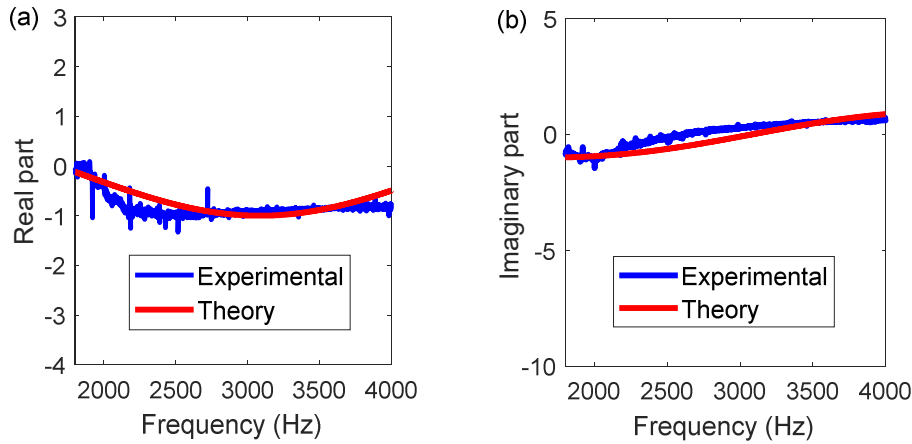 (a)
3
2
1
0
-1
-2
-3
-4
Real part
2000 2500 3000 3500 4000
Frequency (Hz)
Experimental
Theory
(b)
5
0
-5
-10
Imaginary part
2000 2500 3000 3500 4000
Frequency (Hz)
Experimental
Theory